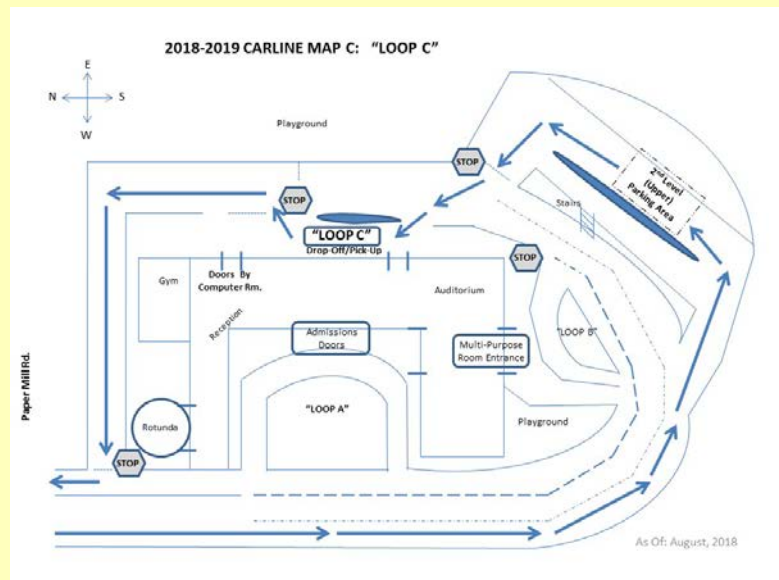 2018-2019 CARLINE MAP C: "LOOP C"
E
N
S
W
Playground
STOP
STOP
2nd Level
(Upper)
Parking Area
Stairs
"LOOP C"
Drop-Off/Pick-Up
STOP
Gym
Doors By
Computer Rm.
Auditorium
Reception
Admissions
Doors
Multi-Purpose
Room Entrance
"LOOP B"
Paper Mill Rd.
"LOOP A"
Rotunda
Playground
STOP
As Of: August, 2018